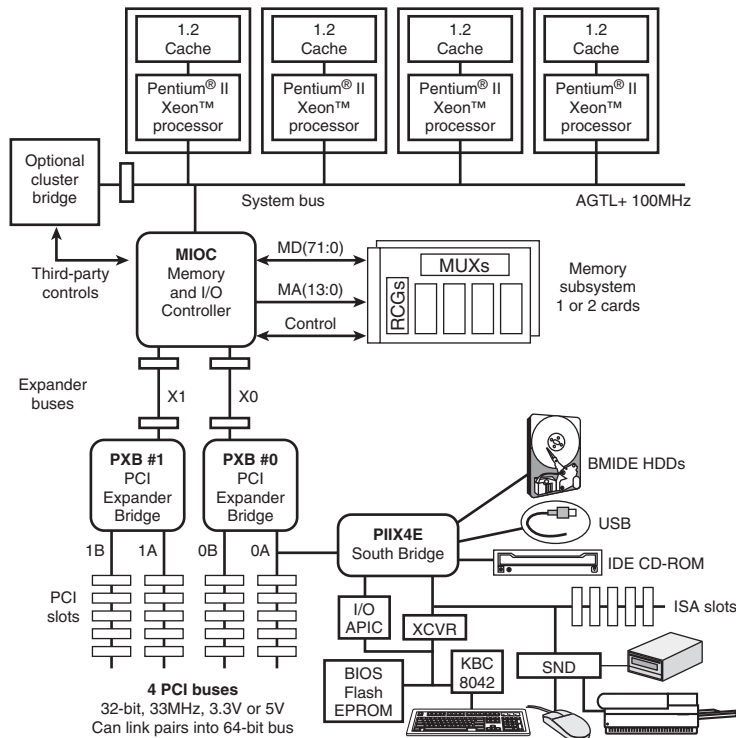 1.2
Cache
1.2
Cache
1.2
Cache
1.2
Cache
Pentium® II
Xeon™
processor
Pentium® II
Xeon™
processor
Pentium® II
Xeon™
processor
Pentium® II
Xeon™
processor
Optional
cluster
bridge
System bus
AGTL+ 100MHz
Third-party
controls
MIOC
Memory
and I/O
Controller
MD(71:0)
MA(13:0)
Control
MUXs
RCGs
Memory
subsystem
1 or 2 cards
Expander
buses
X1
X0
PXB #1
PCI
Expander
Bridge
PXB #0
PCI
Expander
Bridge
1B
1A
0B
0A
PCI
slots
4 PCI buses
32-bit, 33MHz, 3.3V or 5V
Can link pairs into 64-bit bus
PIIX4E
South Bridge
BMIDE HDDs
USB
IDE CD-ROM
ISA slots
I/O
APIC
XCVR
SND
BIOS
Flash
EPROM
KBC
8042